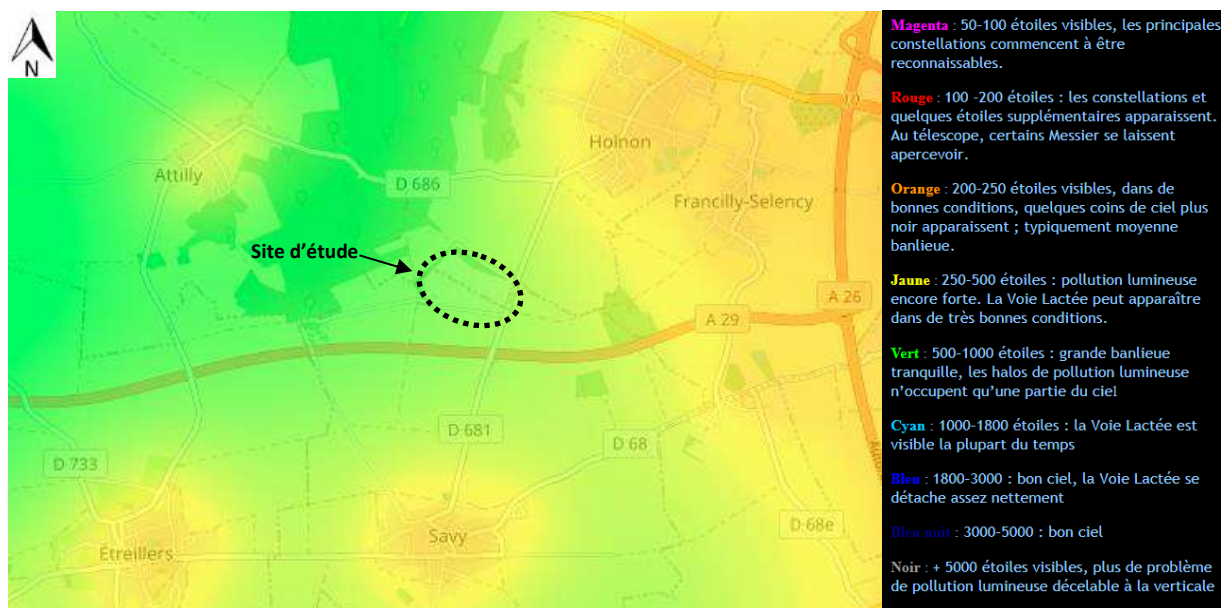 N
Attilly
D 686
Holnon
Francilly-Selency
Site d’étude
A 26
A 29
D 681
D 68
D 733
Savy
Étreillers
D 68e
Magenta : 50-100 étoiles visibles, les principales
constellations commencent à être
reconnaissables.
Rouge : 100 -200 étoiles : les constellations et
quelques étoiles supplémentaires apparaissent.
Au télescope, certains Messier se laissent
apercevoir.
Orange : 200-250 étoiles visibles, dans de
bonnes conditions, quelques coins de ciel plus
noir apparaissent ; typiquement moyenne
banlieue.
Jaune : 250-500 étoiles : pollution lumineuse
encore forte. La Voie Lactée peut apparaître
dans de très bonnes conditions.
Vert : 500-1000 étoiles : grande banlieue
tranquille, les halos de pollution lumineuse
n’occupent qu’une partie du ciel
Cyan : 1000-1800 étoiles : la Voie Lactée est
visible la plupart du temps
Bleu : 1800-3000 : bon ciel, la Voie Lactée se
détache assez nettement
Bleu nuit : 3000-5000 : bon ciel
Noir : + 5000 étoiles visibles, plus de problème
de pollution lumineuse décelable à la verticale